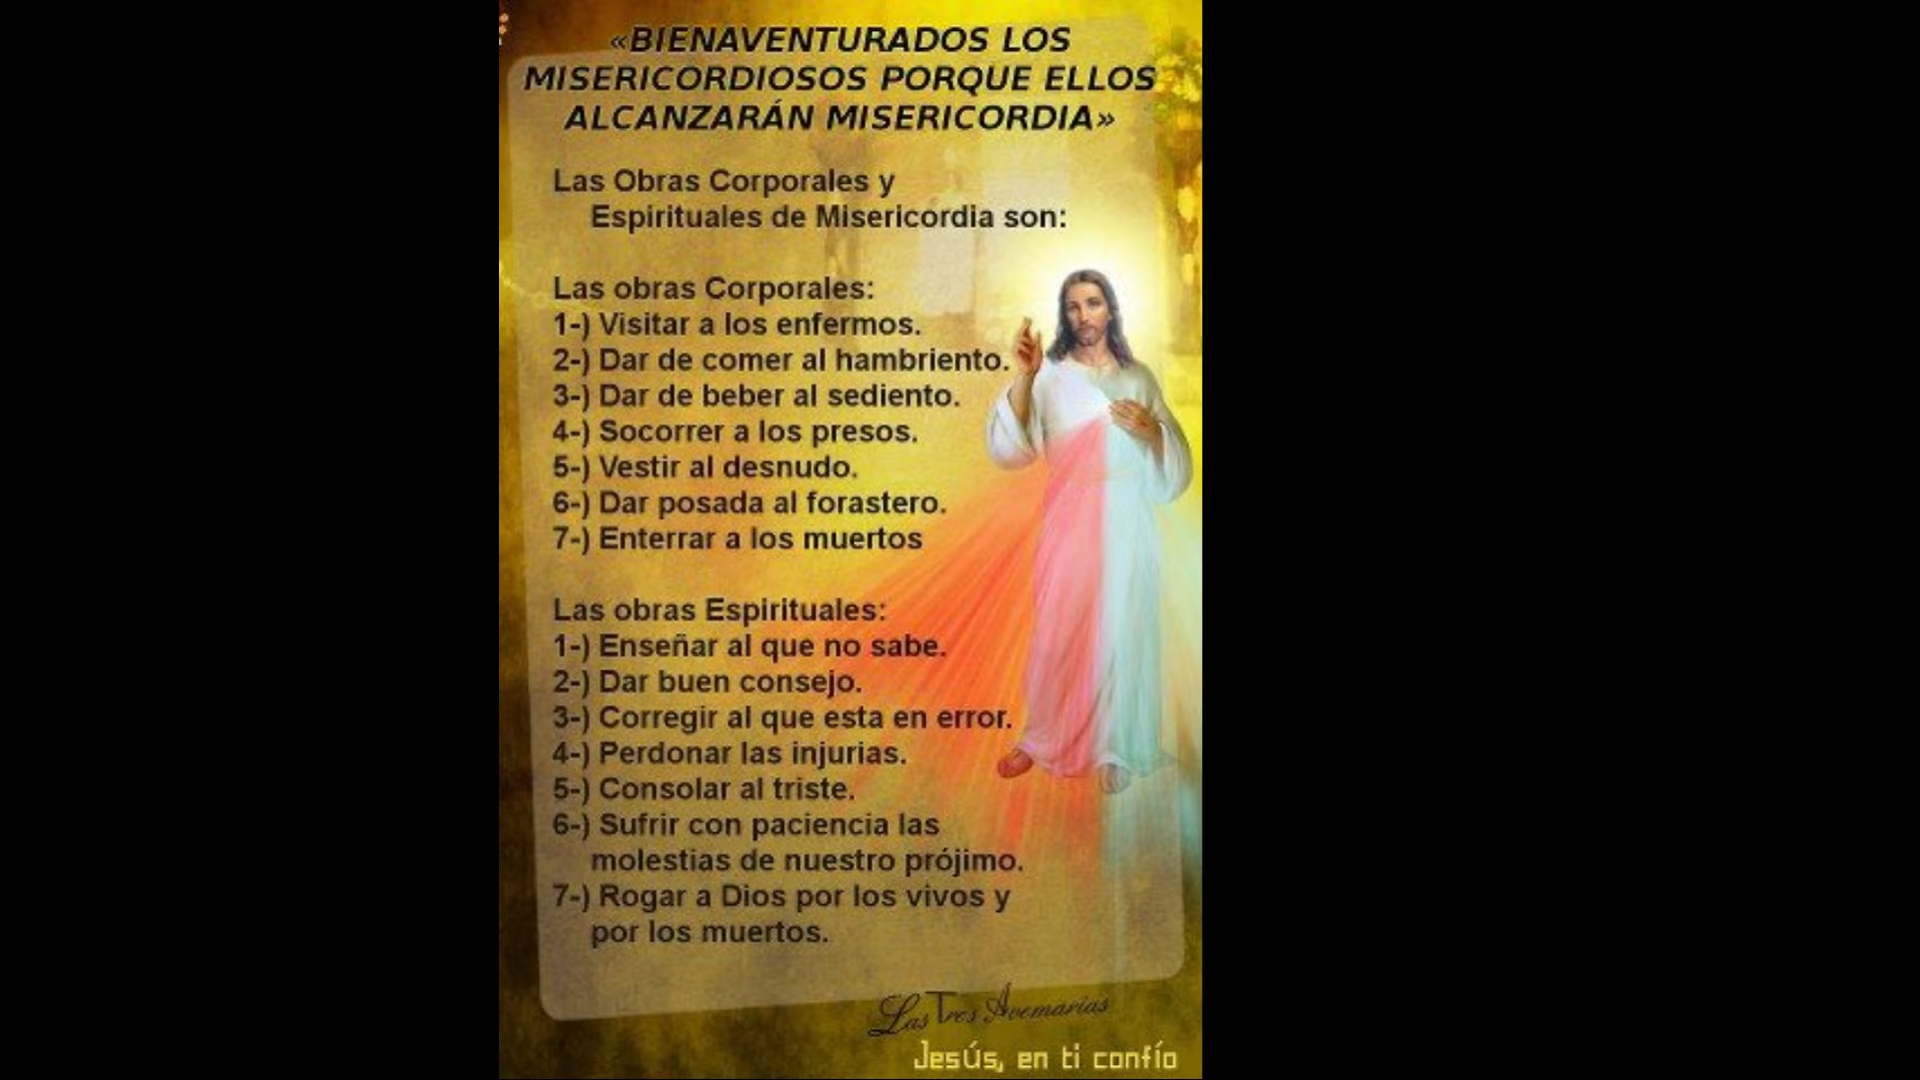 «BIENAVENTURADOS LOS
MISERICORDIOSOS PORQUE ELLOS
ALCANZARÁN MISERICORDIA»
Las Obras Corporales y
Espirituales de Misericordia son:
Las obras Corporales:
1-) Visitar a los enfermos.
2-) Dar de comer al hambriento.
3-) Dar de beber al sediento.
4-) Socorrer a los presos.
5-) Vestir al desnudo.
6-) Dar posada al forastero.
7-) Enterrar a los muertos
Las obras Espirituales:
1-) Enseñar al que no sabe.
2-) Dar buen consejo.
3-) Corregir al que esta en error.
4-) Perdonar las injurias.
5-) Consolar al triste.
6-) Sufrir con paciencia las
molestias de nuestro prójimo.
7-) Rogar a Dios por los vivos y
por los muertos.
Las Tres Avemarías
Jesús, en ti confío